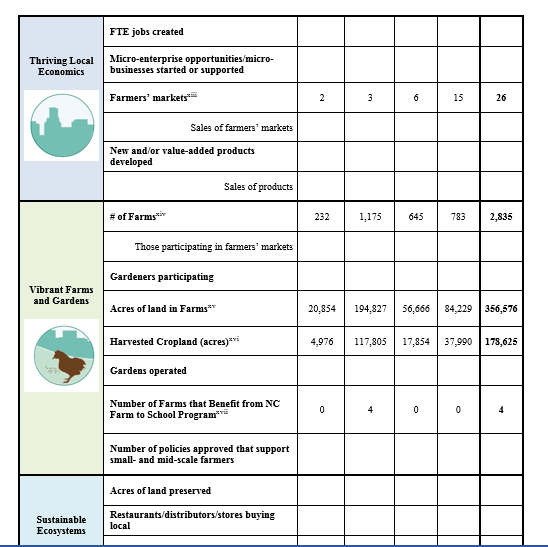 FTE jobs created
Thriving Local
Economics
Micro-enterprise opportunities/micro-
businesses started or supported
Farmers' markets^xiii 2 3 6 15 26
Sales of farmers' markets
New and/or value-added products
developed
Sales of products
Vibrant Farms
and Gardens
# of Farms^xiv 232 1,175 645 783 2,835
Those participating in farmers' markets
Gardeners participating
Acres of land in Farms^xv 20,854 194,827 56,666 84,229 356,576
Harvested Cropland (acres)^xvi 4,976 117,805 17,854 37,990 178,625
Gardens operated
Number of Farms that Benefit from NC
Farm to School Program^xvii 0 4 0 0 4
Number of policies approved that support
small- and mid-scale farmers
Sustainable
Ecosystems
Acres of land preserved
Restaurants/distributors/stores buying
local